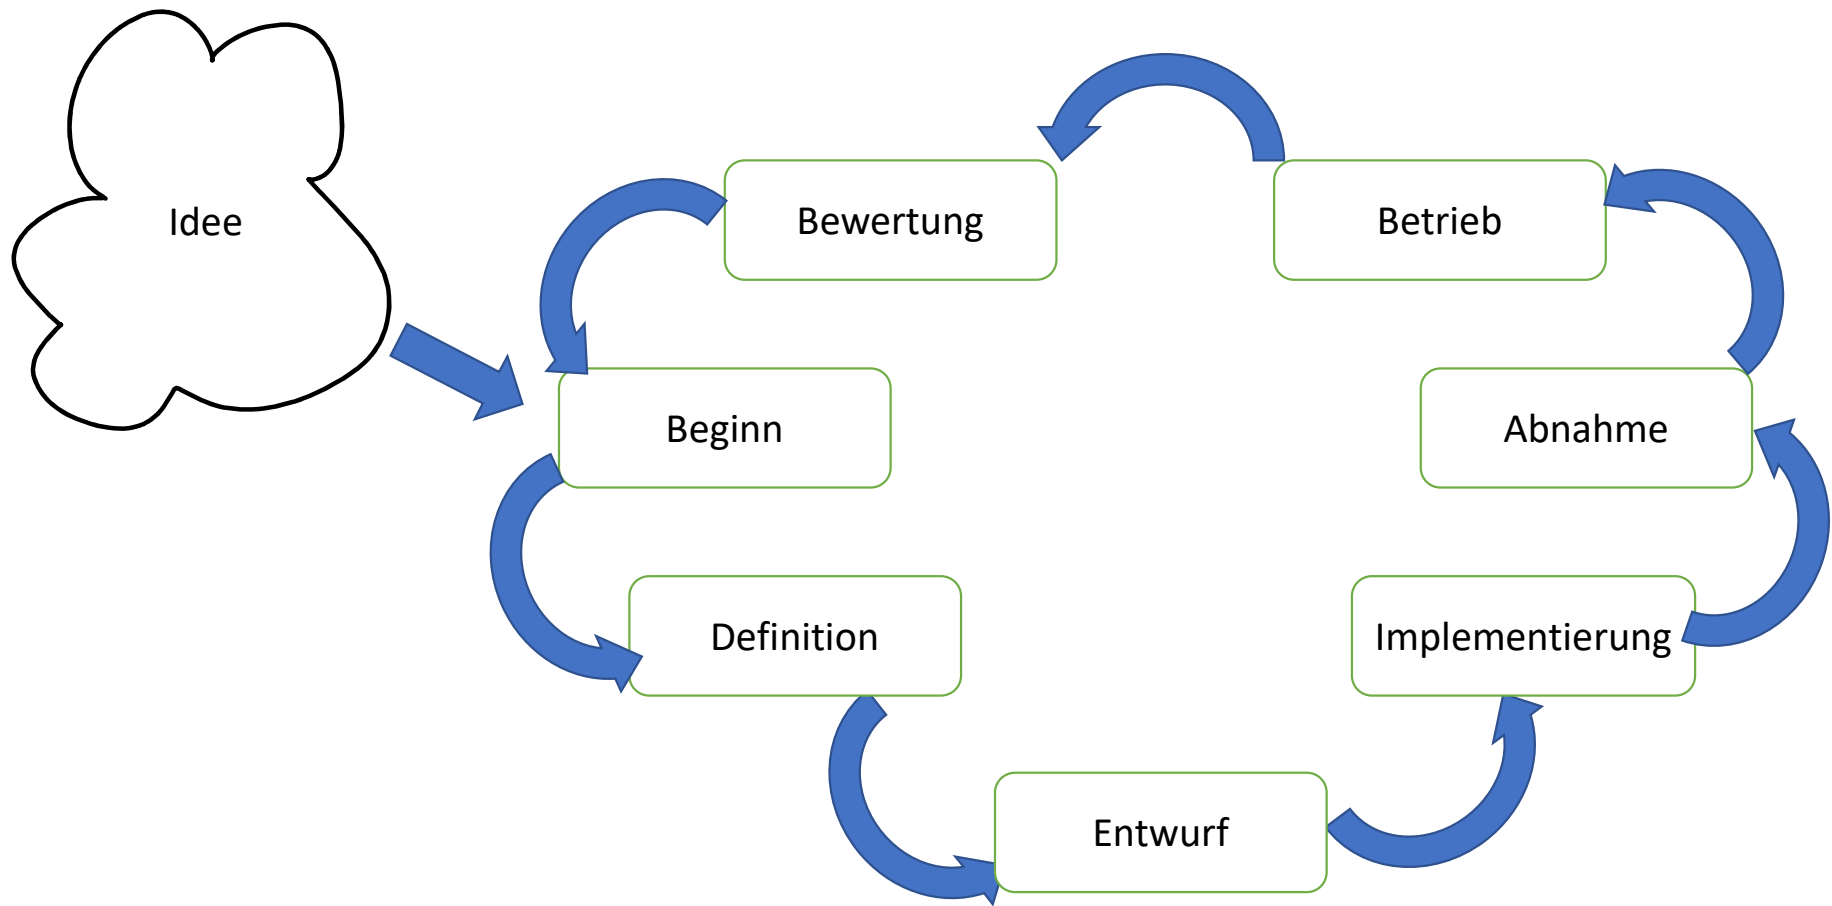 Idee
Bewertung
Betrieb
Beginn
Abnahme
Definition
Implementierung
Entwurf